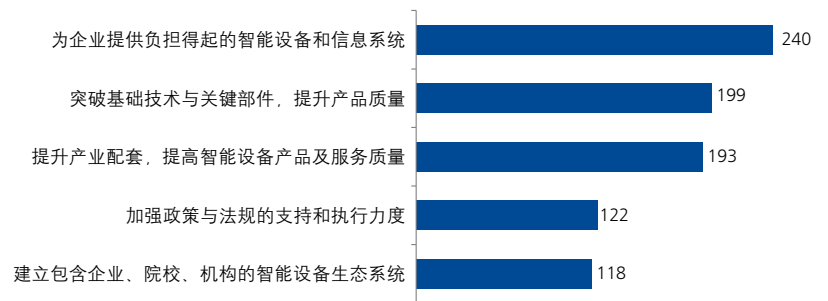 为企业提供负担得起的智能设备和信息系统 240
突破基础技术与关键部件，提升产品质量 199
提升产业配套，提高智能设备产品及服务质量 193
加强政策与法规的支持和执行力度 122
建立包含企业、院校、机构的智能设备生态系统 118